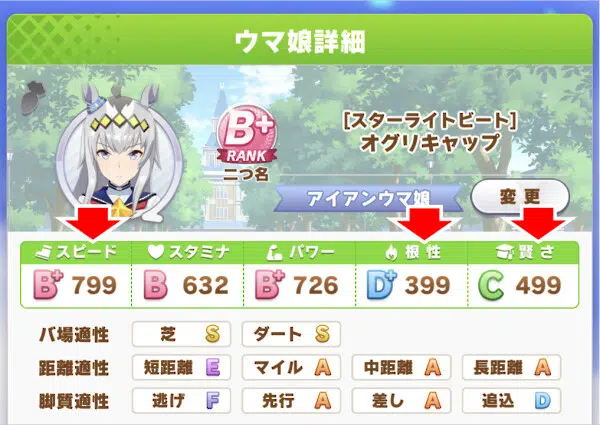 ウマ娘詳細
B+
RANK
二つ名
[スターライトビート]
オグリキャップ
アイアンウマ娘
変更
スピード スタミナ パワー 根性 賢さ
B+ 799 B 632 B+ 726 D+ 399 C 499
バ場適性 芝 S ダート S
距離適性 短距離 E マイル A 中距離 A 長距離 A
脚質適性 逃げ F 先行 A 差し A 追込 D